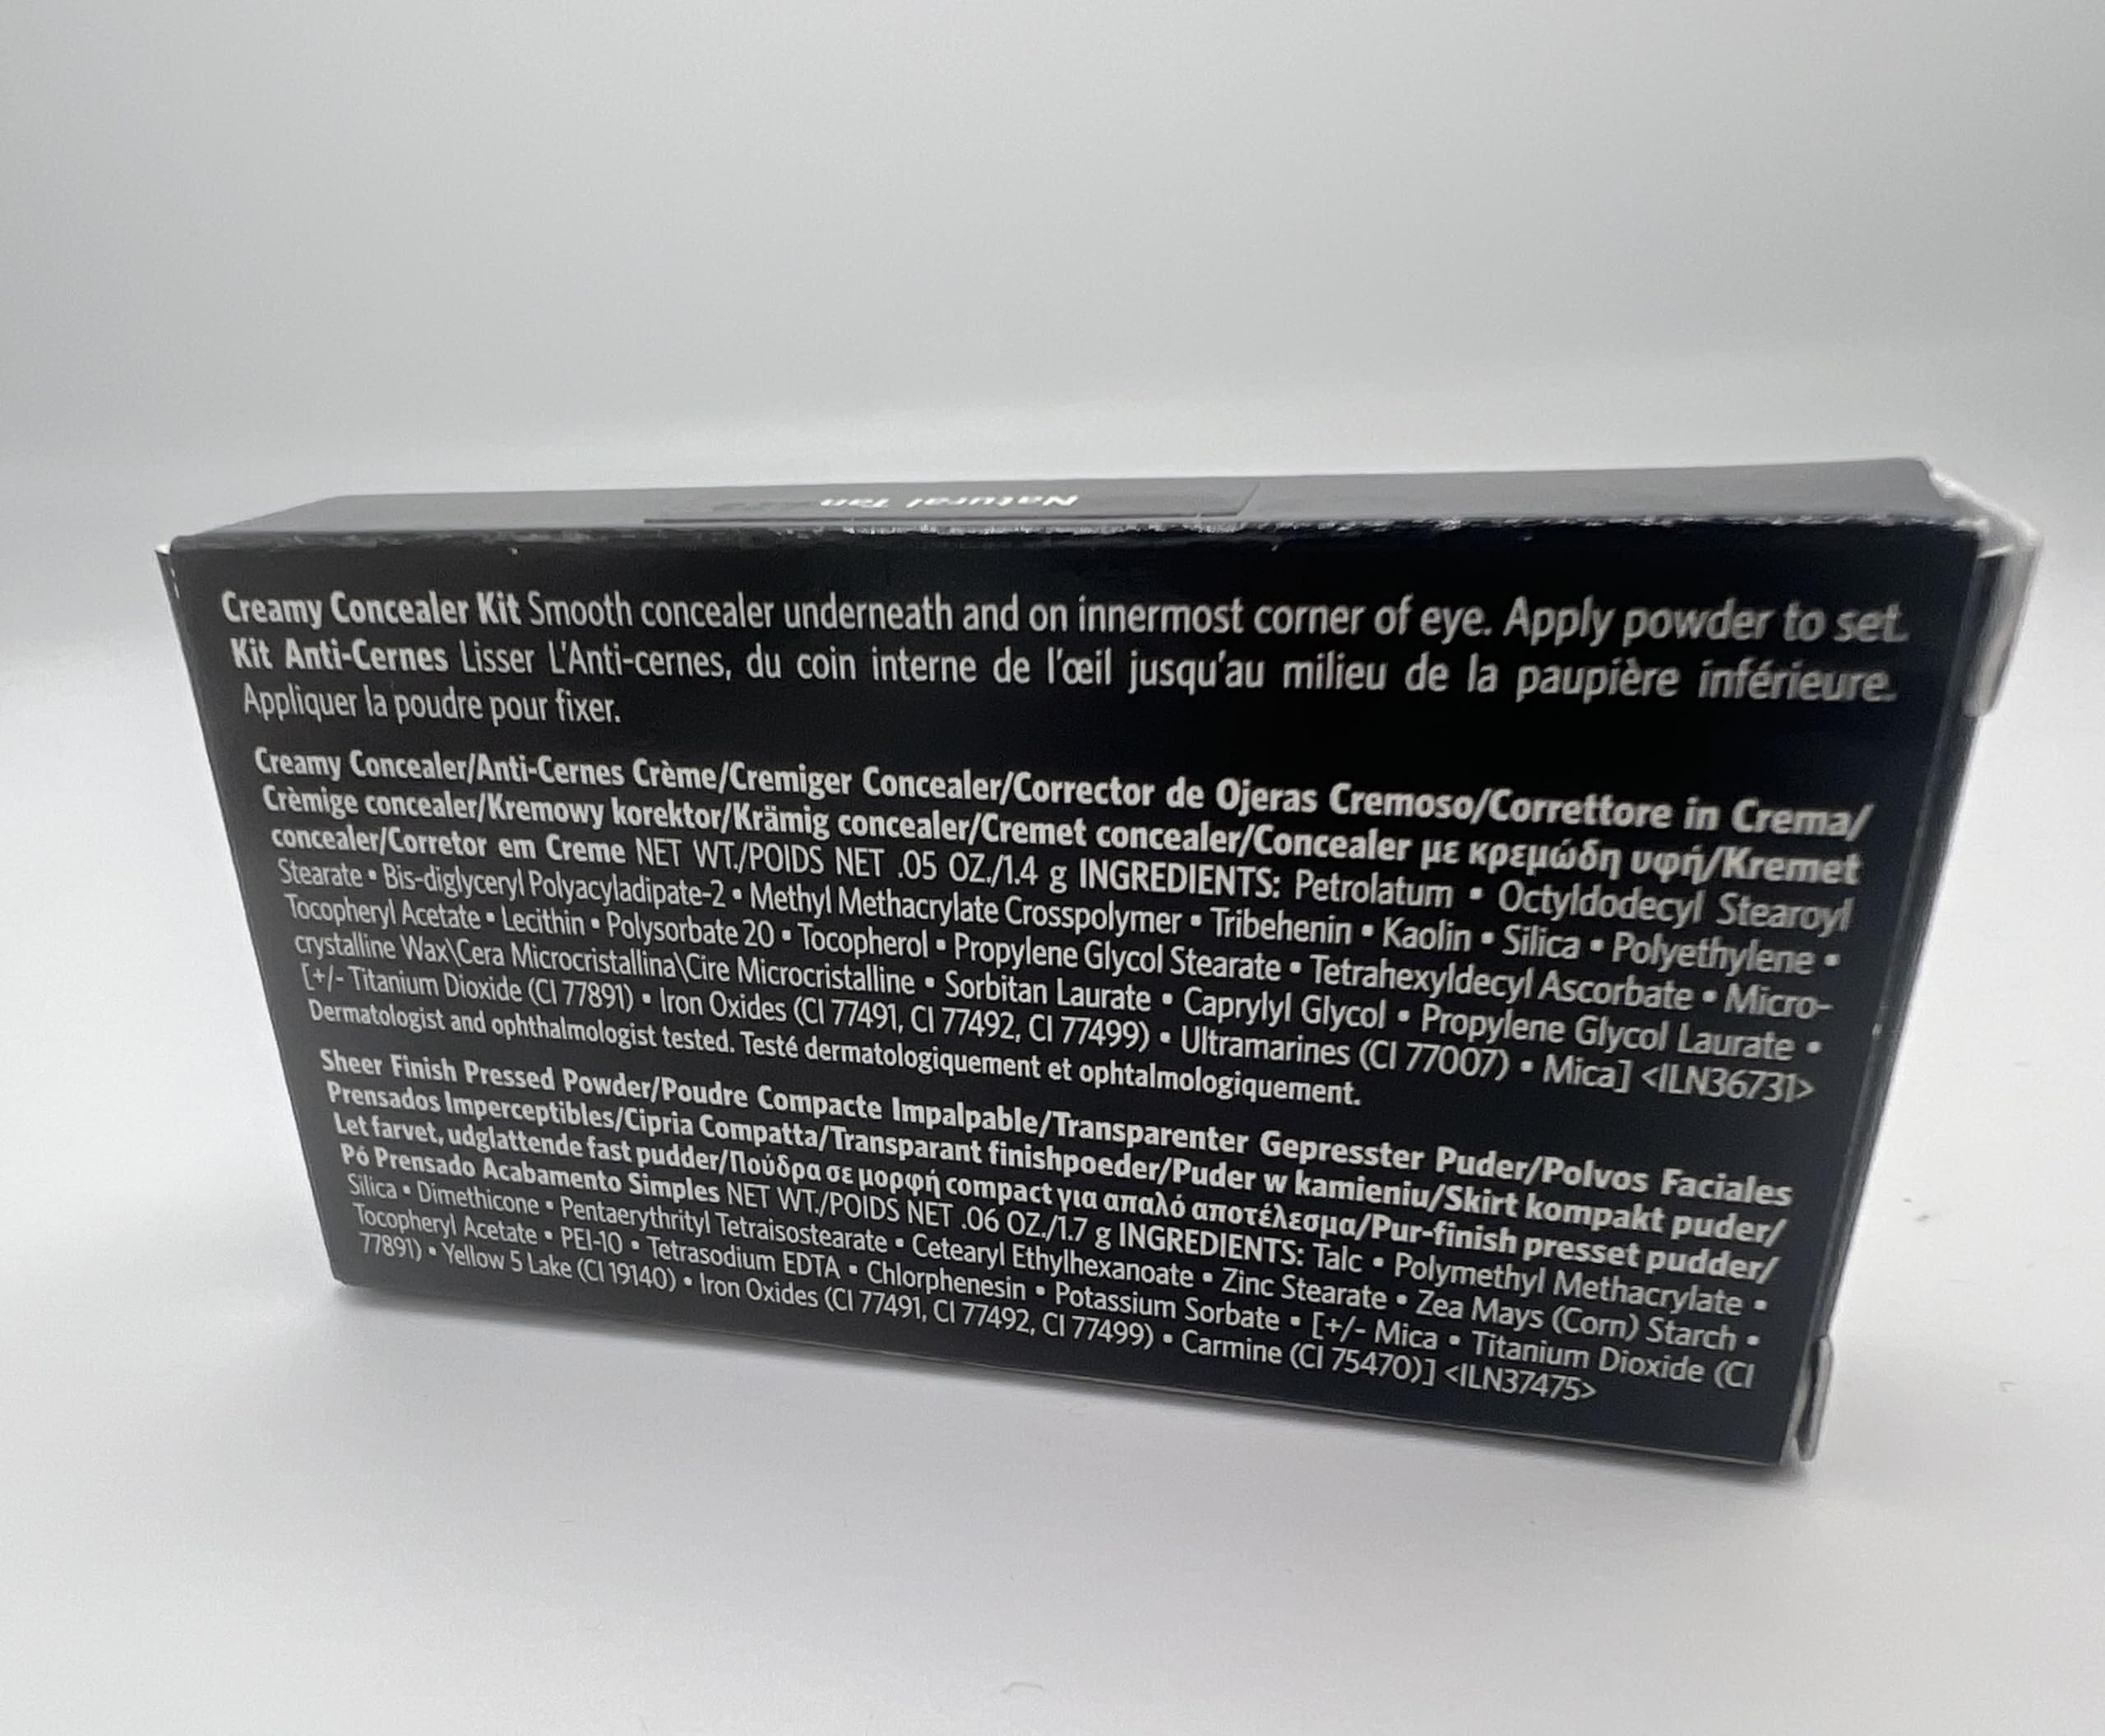 Natural Tan
Creamy Concealer Kit Smooth concealer underneath and on innermost corner of eye. Apply powder to set.
Kit Anti-Cernes Lisser L'Anti-cernes, du coin interne de l'œil jusqu'au milieu de la paupière inférieure.
Appliquer la poudre pour fixer.
Creamy Concealer/Anti-Cernes Crème/Cremiger Concealer/Corrector de Ojeras Cremoso/Correttore in Crema/
Crèmige concealer/Kremowy korektor/Krämig concealer/Cremet concealer/Concealer με κρεμώδη υφή/Kremet
concealer/Corretor em Creme NET WT./POIDS NET .05 OZ./1.4 g INGREDIENTS: Petrolatum • Octyldodecyl Stearoyl
Stearate • Bis-diglyceryl Polyacyladipate-2 • Methyl Methacrylate Crosspolymer • Tribehenin • Kaolin • Silica • Polyethylene •
Tocopheryl Acetate • Lecithin • Polysorbate 20 • Tocopherol • Propylene Glycol Stearate • Tetrahexyldecyl Ascorbate • Micro-
crystalline Wax\Cera Microcristallina\Cire Microcristalline • Sorbitan Laurate • Caprylyl Glycol • Propylene Glycol Laurate •
[+/- Titanium Dioxide (CI 77891) • Iron Oxides (CI 77491, CI 77492, CI 77499) • Ultramarines (CI 77007) • Mica] <ILN36731>
Dermatologist and ophthalmologist tested. Testé dermatologiquement et ophtalmologiquement.
Sheer Finish Pressed Powder/Poudre Compacte Impalpable/Transparenter Gepresster Puder/Polvos Faciales
Prensados Imperceptibles/Cipria Compatta/Transparant finishpoeder/Puder w kamieniu/Skirt kompakt puder/
Let farvet, udglattende fast pudder/Πούδρα σε μορφή compact για απαλό αποτέλεσμα/Pur-finish presset pudder/
Pó Prensado Acabamento Simples NET WT./POIDS NET .06 OZ./1.7 g INGREDIENTS: Talc • Polymethyl Methacrylate •
Silica • Dimethicone • Pentaerythrityl Tetraisostearate • Cetearyl Ethylhexanoate • Zinc Stearate • Zea Mays (Corn) Starch •
Tocopheryl Acetate • PEI-10 • Tetrasodium EDTA • Chlorphenesin • Potassium Sorbate • [+/- Mica • Titanium Dioxide (CI
77891) • Yellow 5 Lake (CI 19140) • Iron Oxides (CI 77491, CI 77492, CI 77499) • Carmine (CI 75470)] <ILN37475>